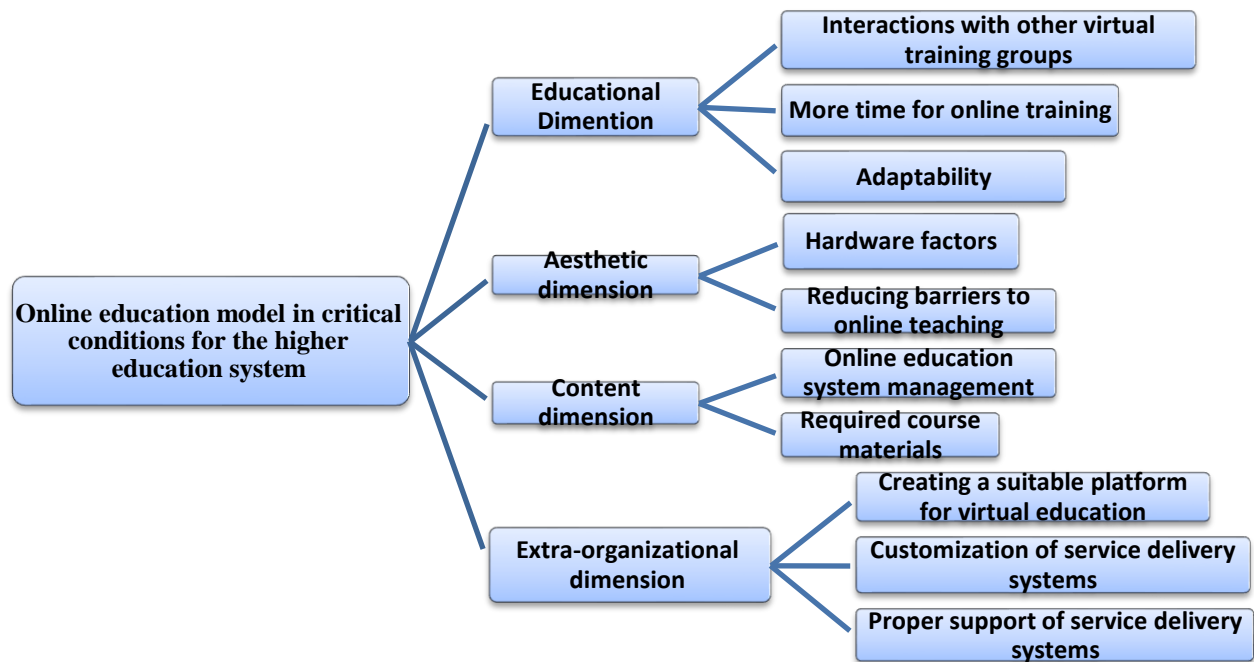 Online education model in critical
conditions for the higher
education system
Educational
Dimention
Interactions with other virtual
training groups
More time for online training
Adaptability
Aesthetic
dimension
Hardware factors
Reducing barriers to
online teaching
Content
dimension
Online education
system management
Required course
materials
Extra-organizational
dimension
Creating a suitable platform
for virtual education
Customization of service delivery
systems
Proper support of service delivery
systems